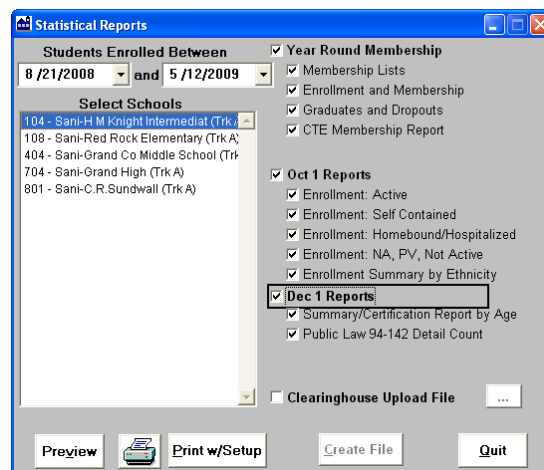 Statistical Reports
Students Enrolled Between
8 /21/2008 and 5 /12/2009
Select Schools
104 - Sani-H M Knight Intermediat (Trk A
108 - Sani-Red Rock Elementary (Trk A)
404 - Sani-Grand Co Middle School (Trk
704 - Sani-Grand High (Trk A)
801 - Sani-C.R.Sundwall (Trk A)
Year Round Membership
Membership Lists
Enrollment and Membership
Graduates and Dropouts
CTE Membership Report
Oct 1 Reports
Enrollment: Active
Enrollment: Self Contained
Enrollment: Homebound/Hospitalized
Enrollment: NA, PV, Not Active
Enrollment Summary by Ethnicity
Dec 1 Reports
Summary/Certification Report by Age
Public Law 94-142 Detail Count
Clearinghouse Upload File ...
Preview Print w/Setup Create File Quit